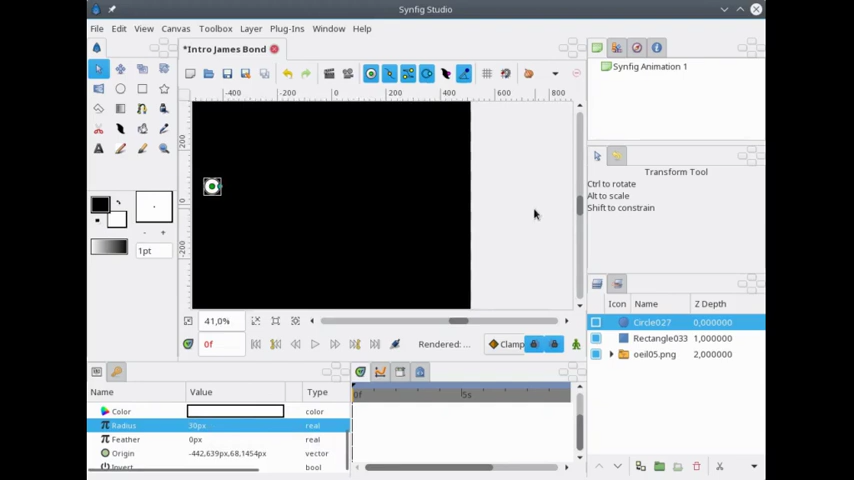 Synfig Studio
File Edit View Canvas Toolbox Layer Plug-Ins Window Help
*Intro James Bond
Synfig Animation 1
-400 -200 0 200 400 600 800
200
0
-200
Transform Tool
Ctrl to rotate
Alt to scale
Shift to constrain
1pt
Icon Name Z Depth
Circle027 0,000000
Rectangle033 1,000000
oeil05.png 2,000000
41,0%
0f Rendered: ... Clamp
Name Value Type
Color color
Radius 30px real
Feather 0px real
Origin -442,639px,68,1454px vector
Invert bool
0f 5s